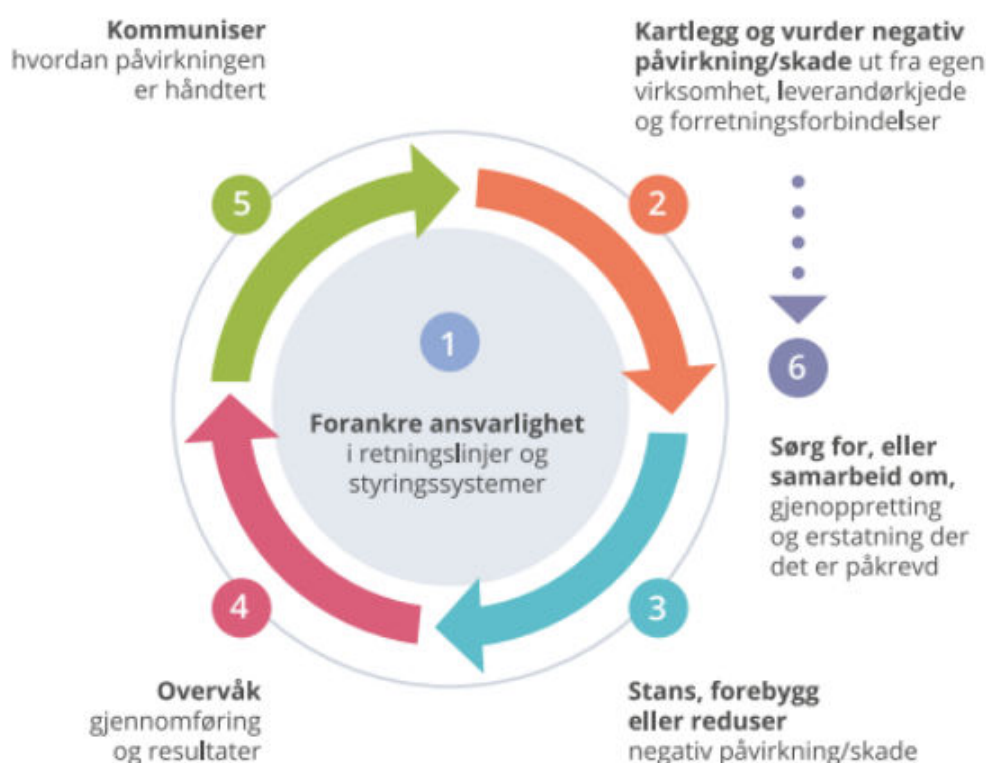 Kommuniser
hvordan påvirkningen
er håndtert
Kartlegg og vurder negativ
påvirkning/skade ut fra egen
virksomhet, leverandørkjede
og forretningsforbindelser
5
2
1
Forankre ansvarlighet
i retningslinjer og
styringssystemer
6
Sørg for, eller
samarbeid om,
gjenoppretting
og erstatning der
det er påkrevd
4
3
Overvåk
gjennomføring
og resultater
Stans, forebygg
eller reduser
negativ påvirkning/skade